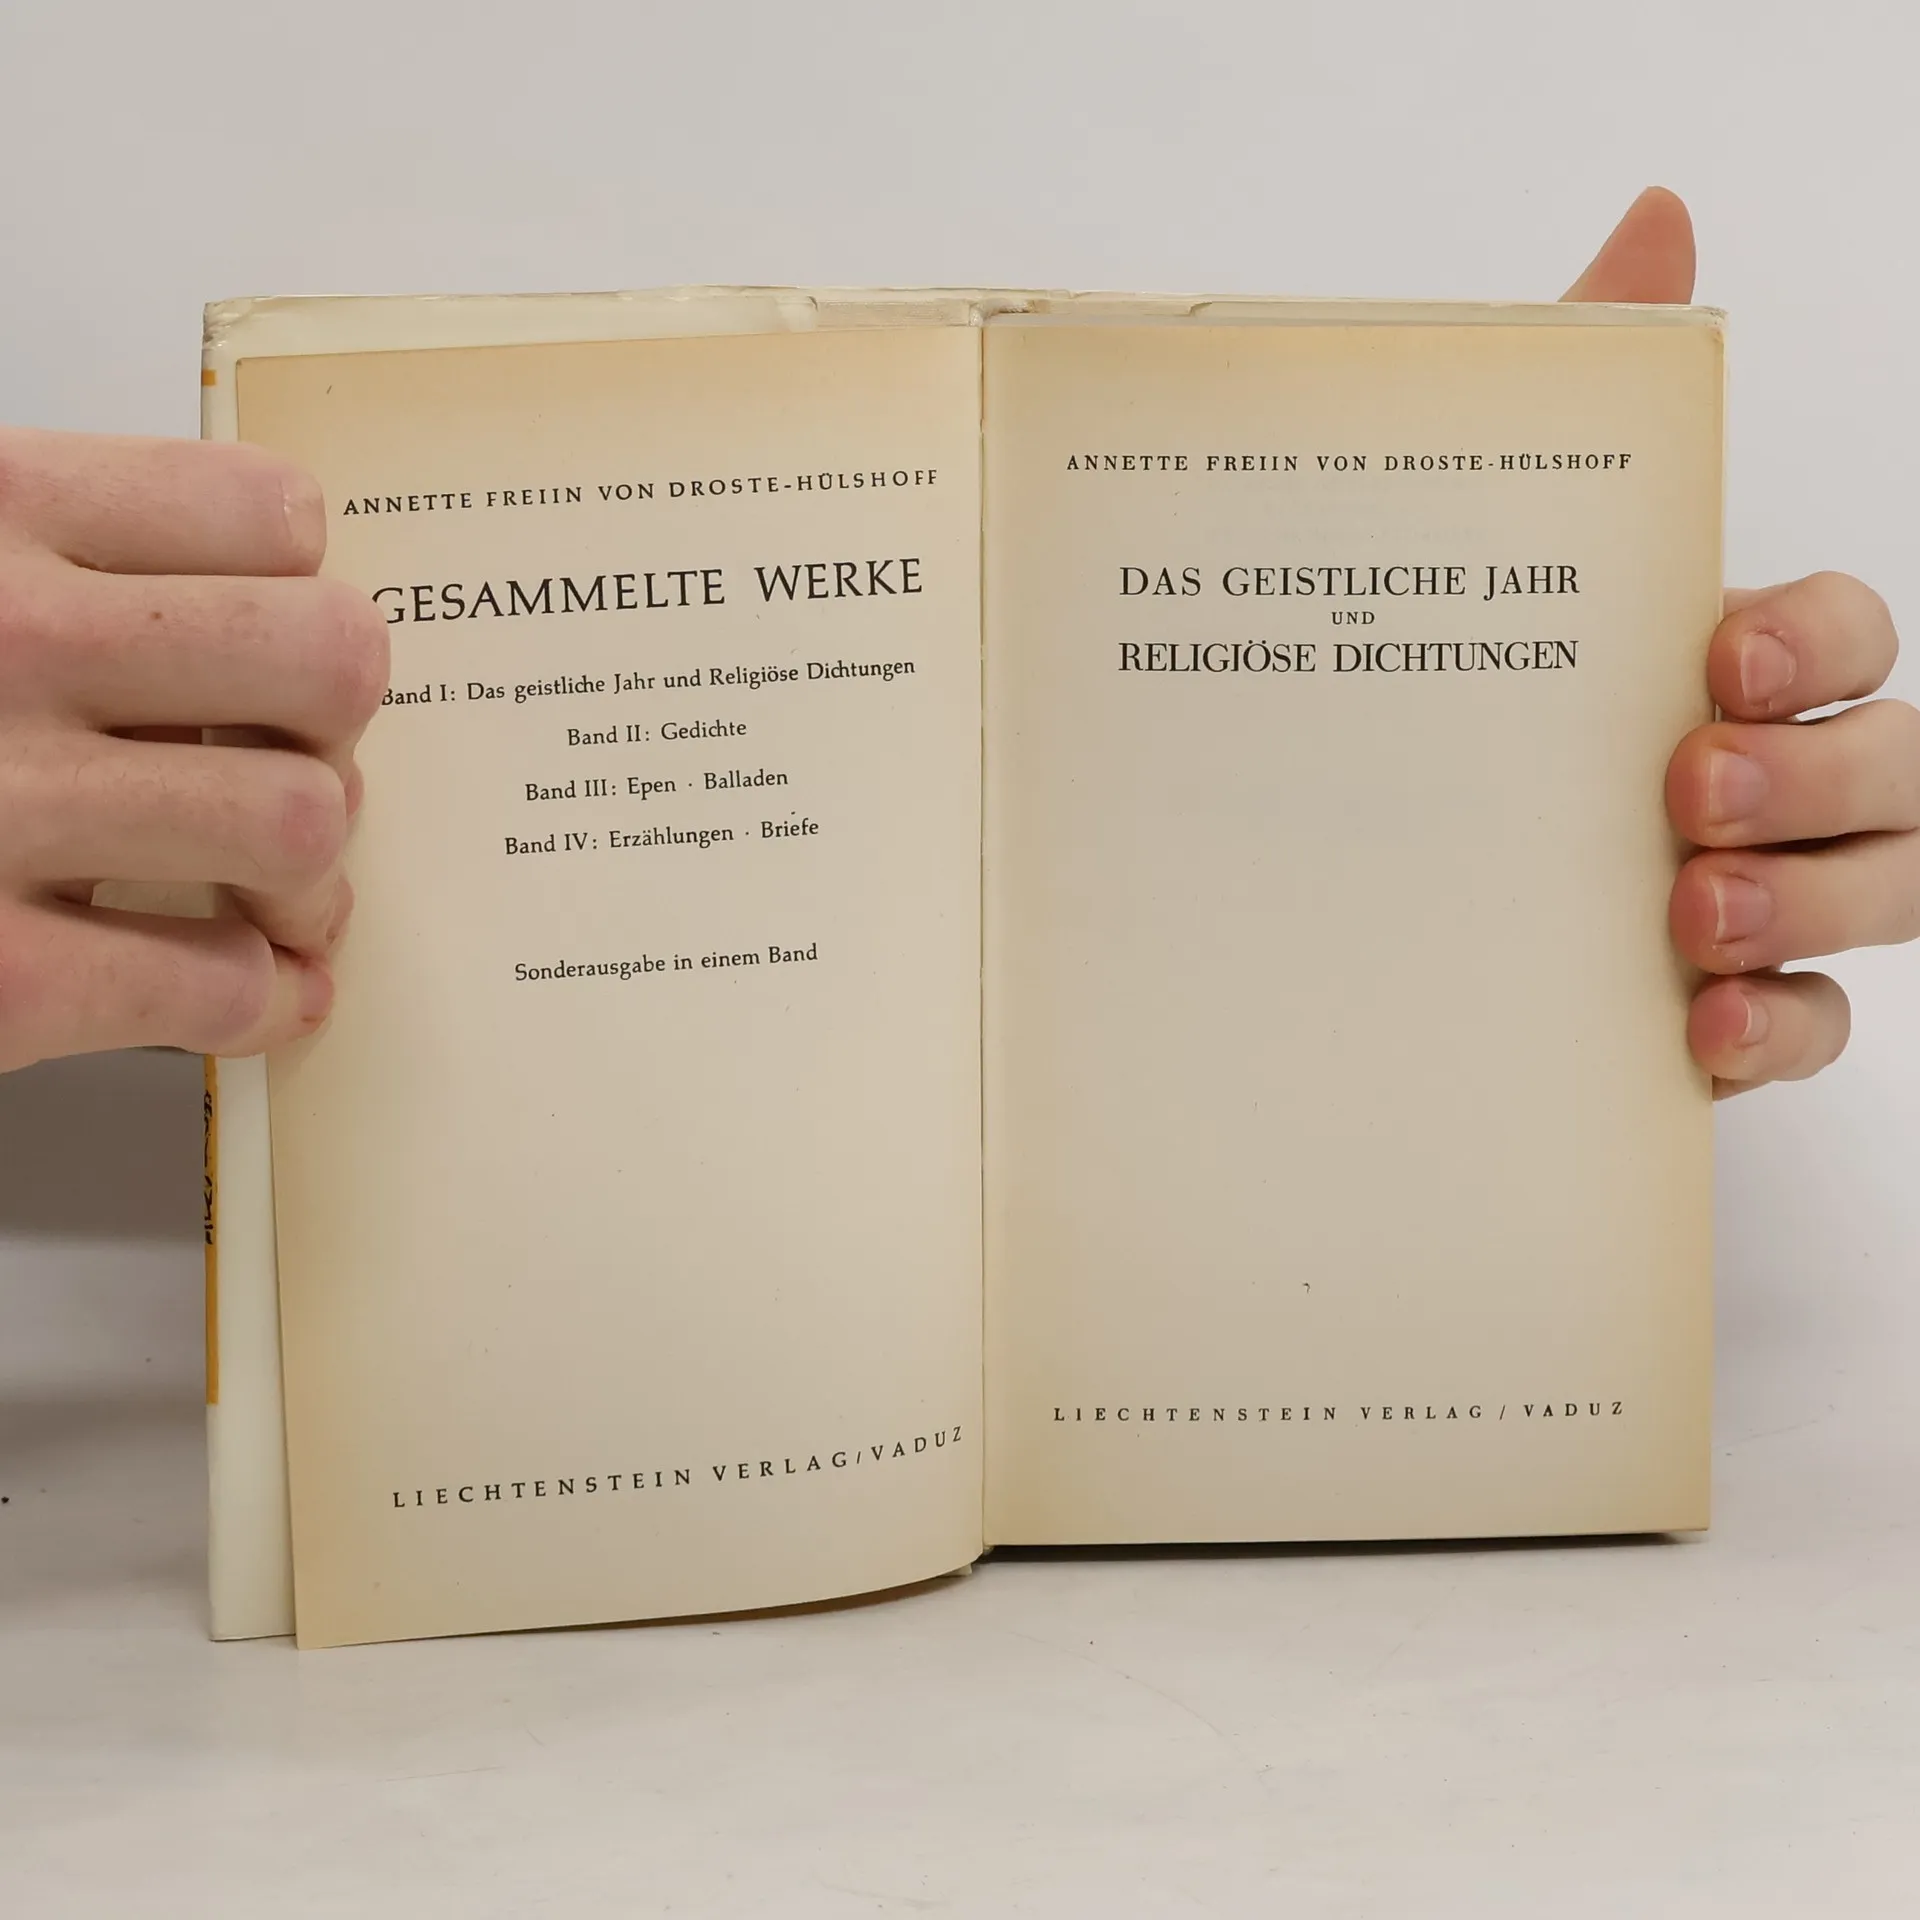 ANNETTE FREIIN VON DROSTE-HÜLSHOFF
GESAMMELTE WERKE
Band I: Das geistliche Jahr und Religiöse Dichtungen
Band II: Gedichte
Band III: Epen · Balladen
Band IV: Erzählungen · Briefe
Sonderausgabe in einem Band
LIECHTENSTEIN VERLAG/VADUZ
ANNETTE FREIIN VON DROSTE-HÜLSHOFF
DAS GEISTLICHE JAHR
UND
RELIGIÖSE DICHTUNGEN
LIECHTENSTEIN VERLAG / VADUZ